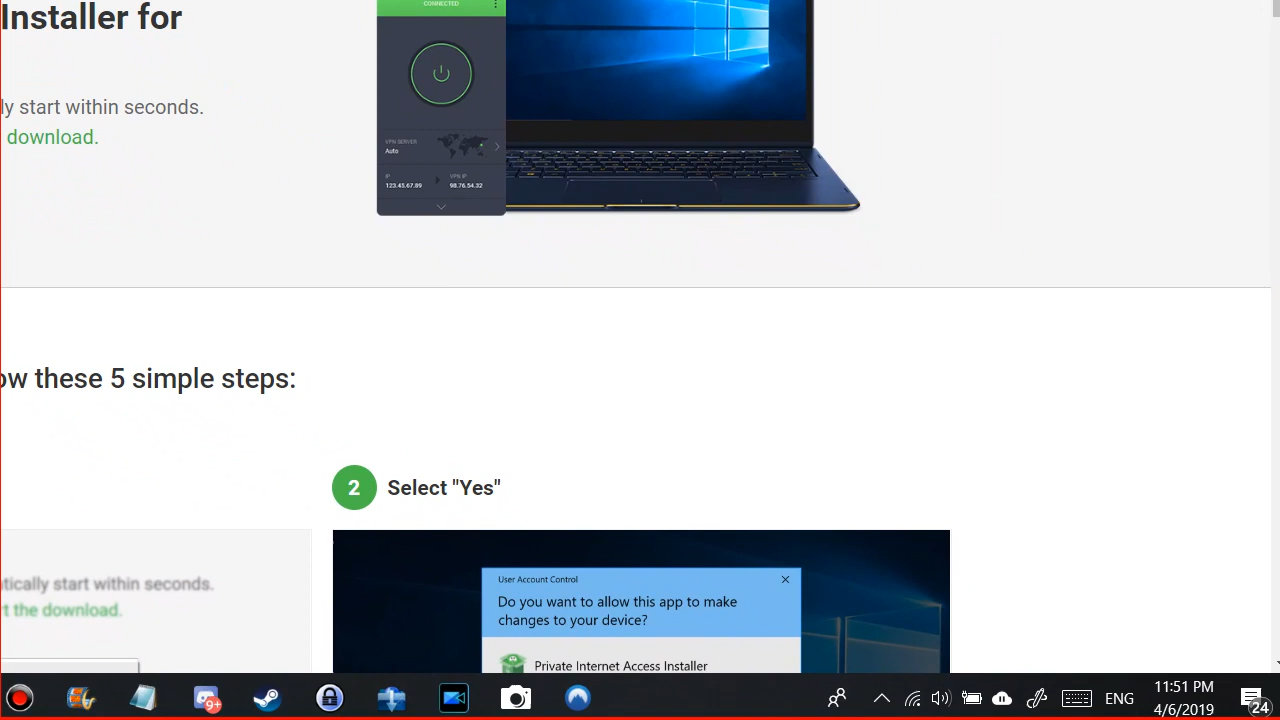 Installer for
CONNECTED
ly start within seconds.
download.
VPN SERVER
Auto
IP
VPN IP
123.45.67.89
98.76.54.32
ow these 5 simple steps:
2 Select "Yes"
tically start within seconds.
t the download.
User Account Control
Do you want to allow this app to make
changes to your device?
Private Internet Access Installer
9+
ENG
11:51 PM
4/6/2019
24